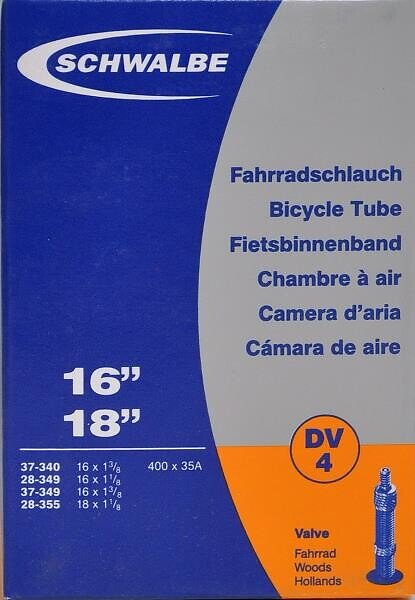 SCHWALBE
Fahrradschlauch
Bicycle Tube
Fietsbinnenband
Chambre à air
Camera d'aria
Cámara de aire
16”
18”
37-340 16 x 1 3/8 400 x 35A
28-349 16 x 1 1/8
37-349 16 x 1 3/8
28-355 18 x 1 1/8
DV
4
Valve
Fahrrad
Woods
Hollands